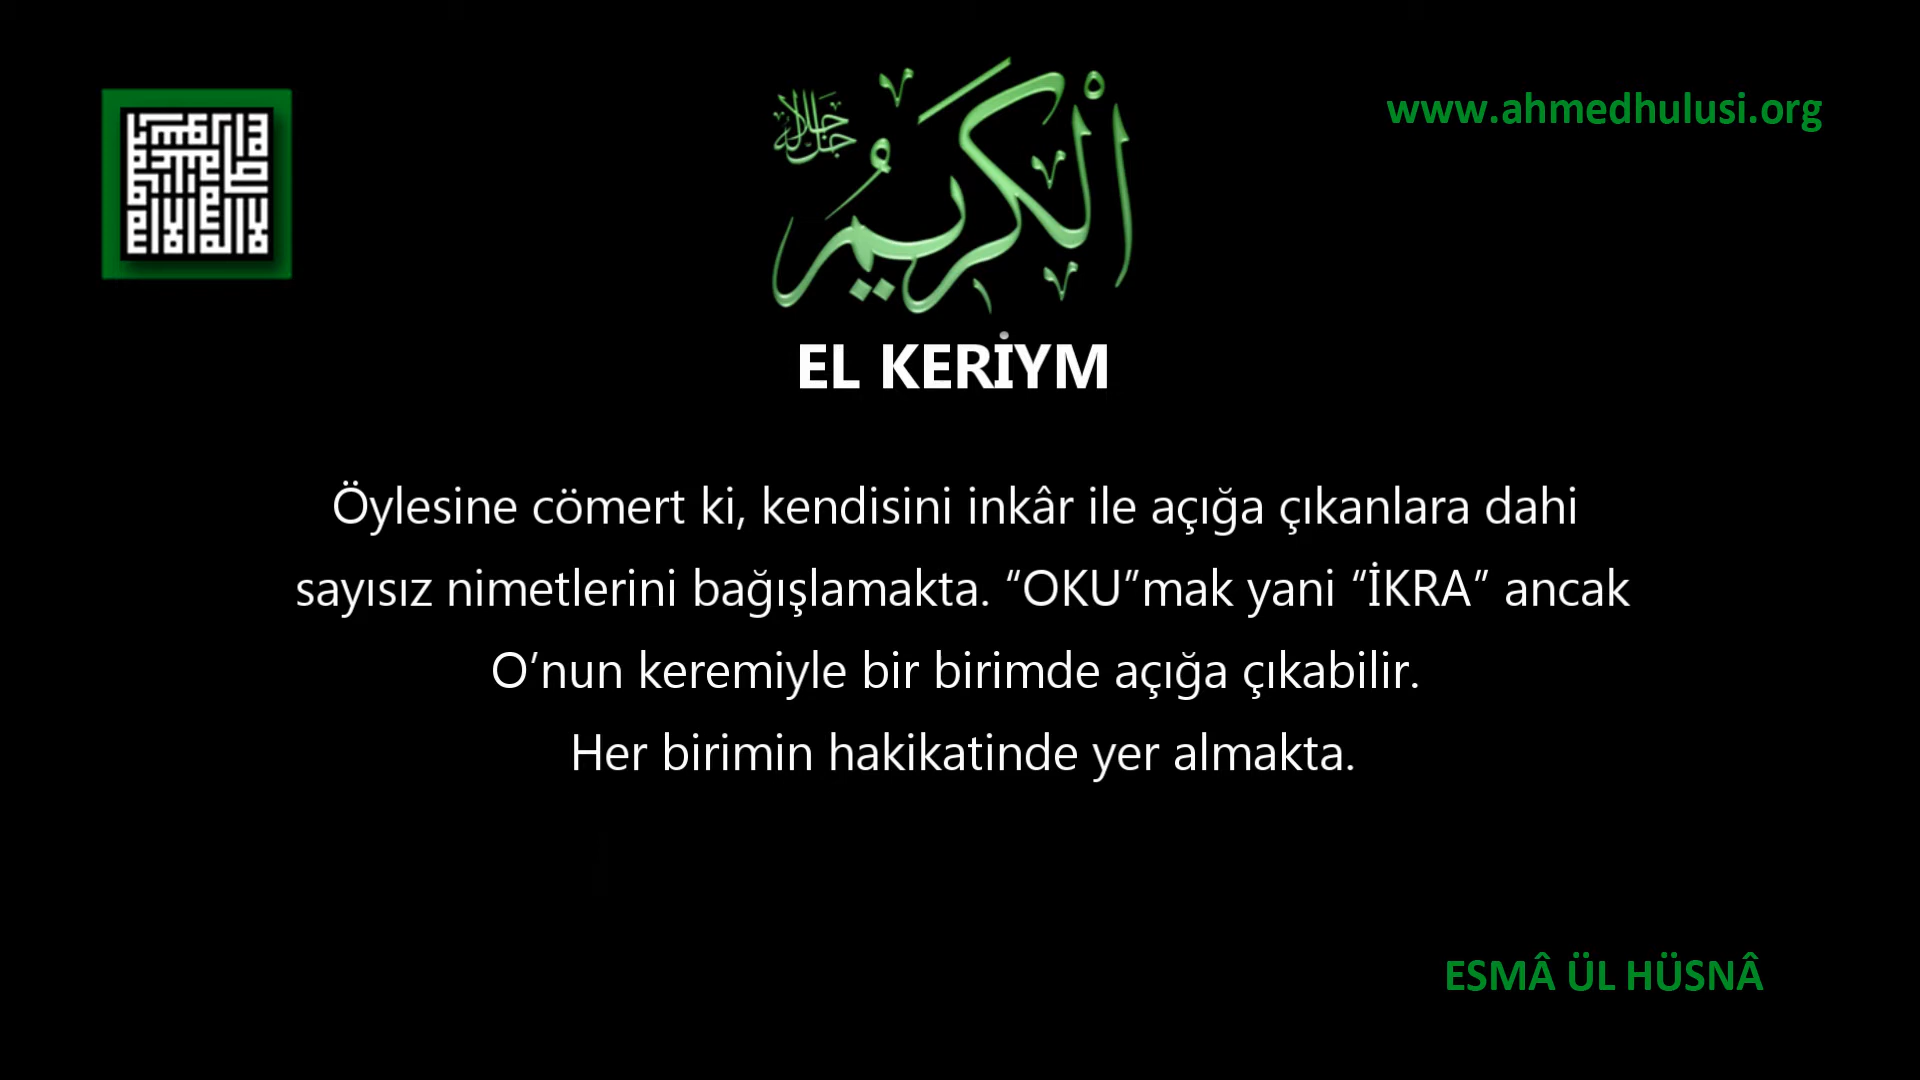 www.ahmedhulusi.org
اَلْكَرِيمُ
جل جلاله
EL KERİYM
Öylesine cömert ki, kendisini inkâr ile açığa çıkanlara dahi
sayısız nimetlerini bağışlamakta. “OKU”mak yani “İKRA” ancak
O’nun keremiyle bir birimde açığa çıkabilir.
Her birimin hakikatinde yer almakta.
ESMÂ ÜL HÜSNÂ